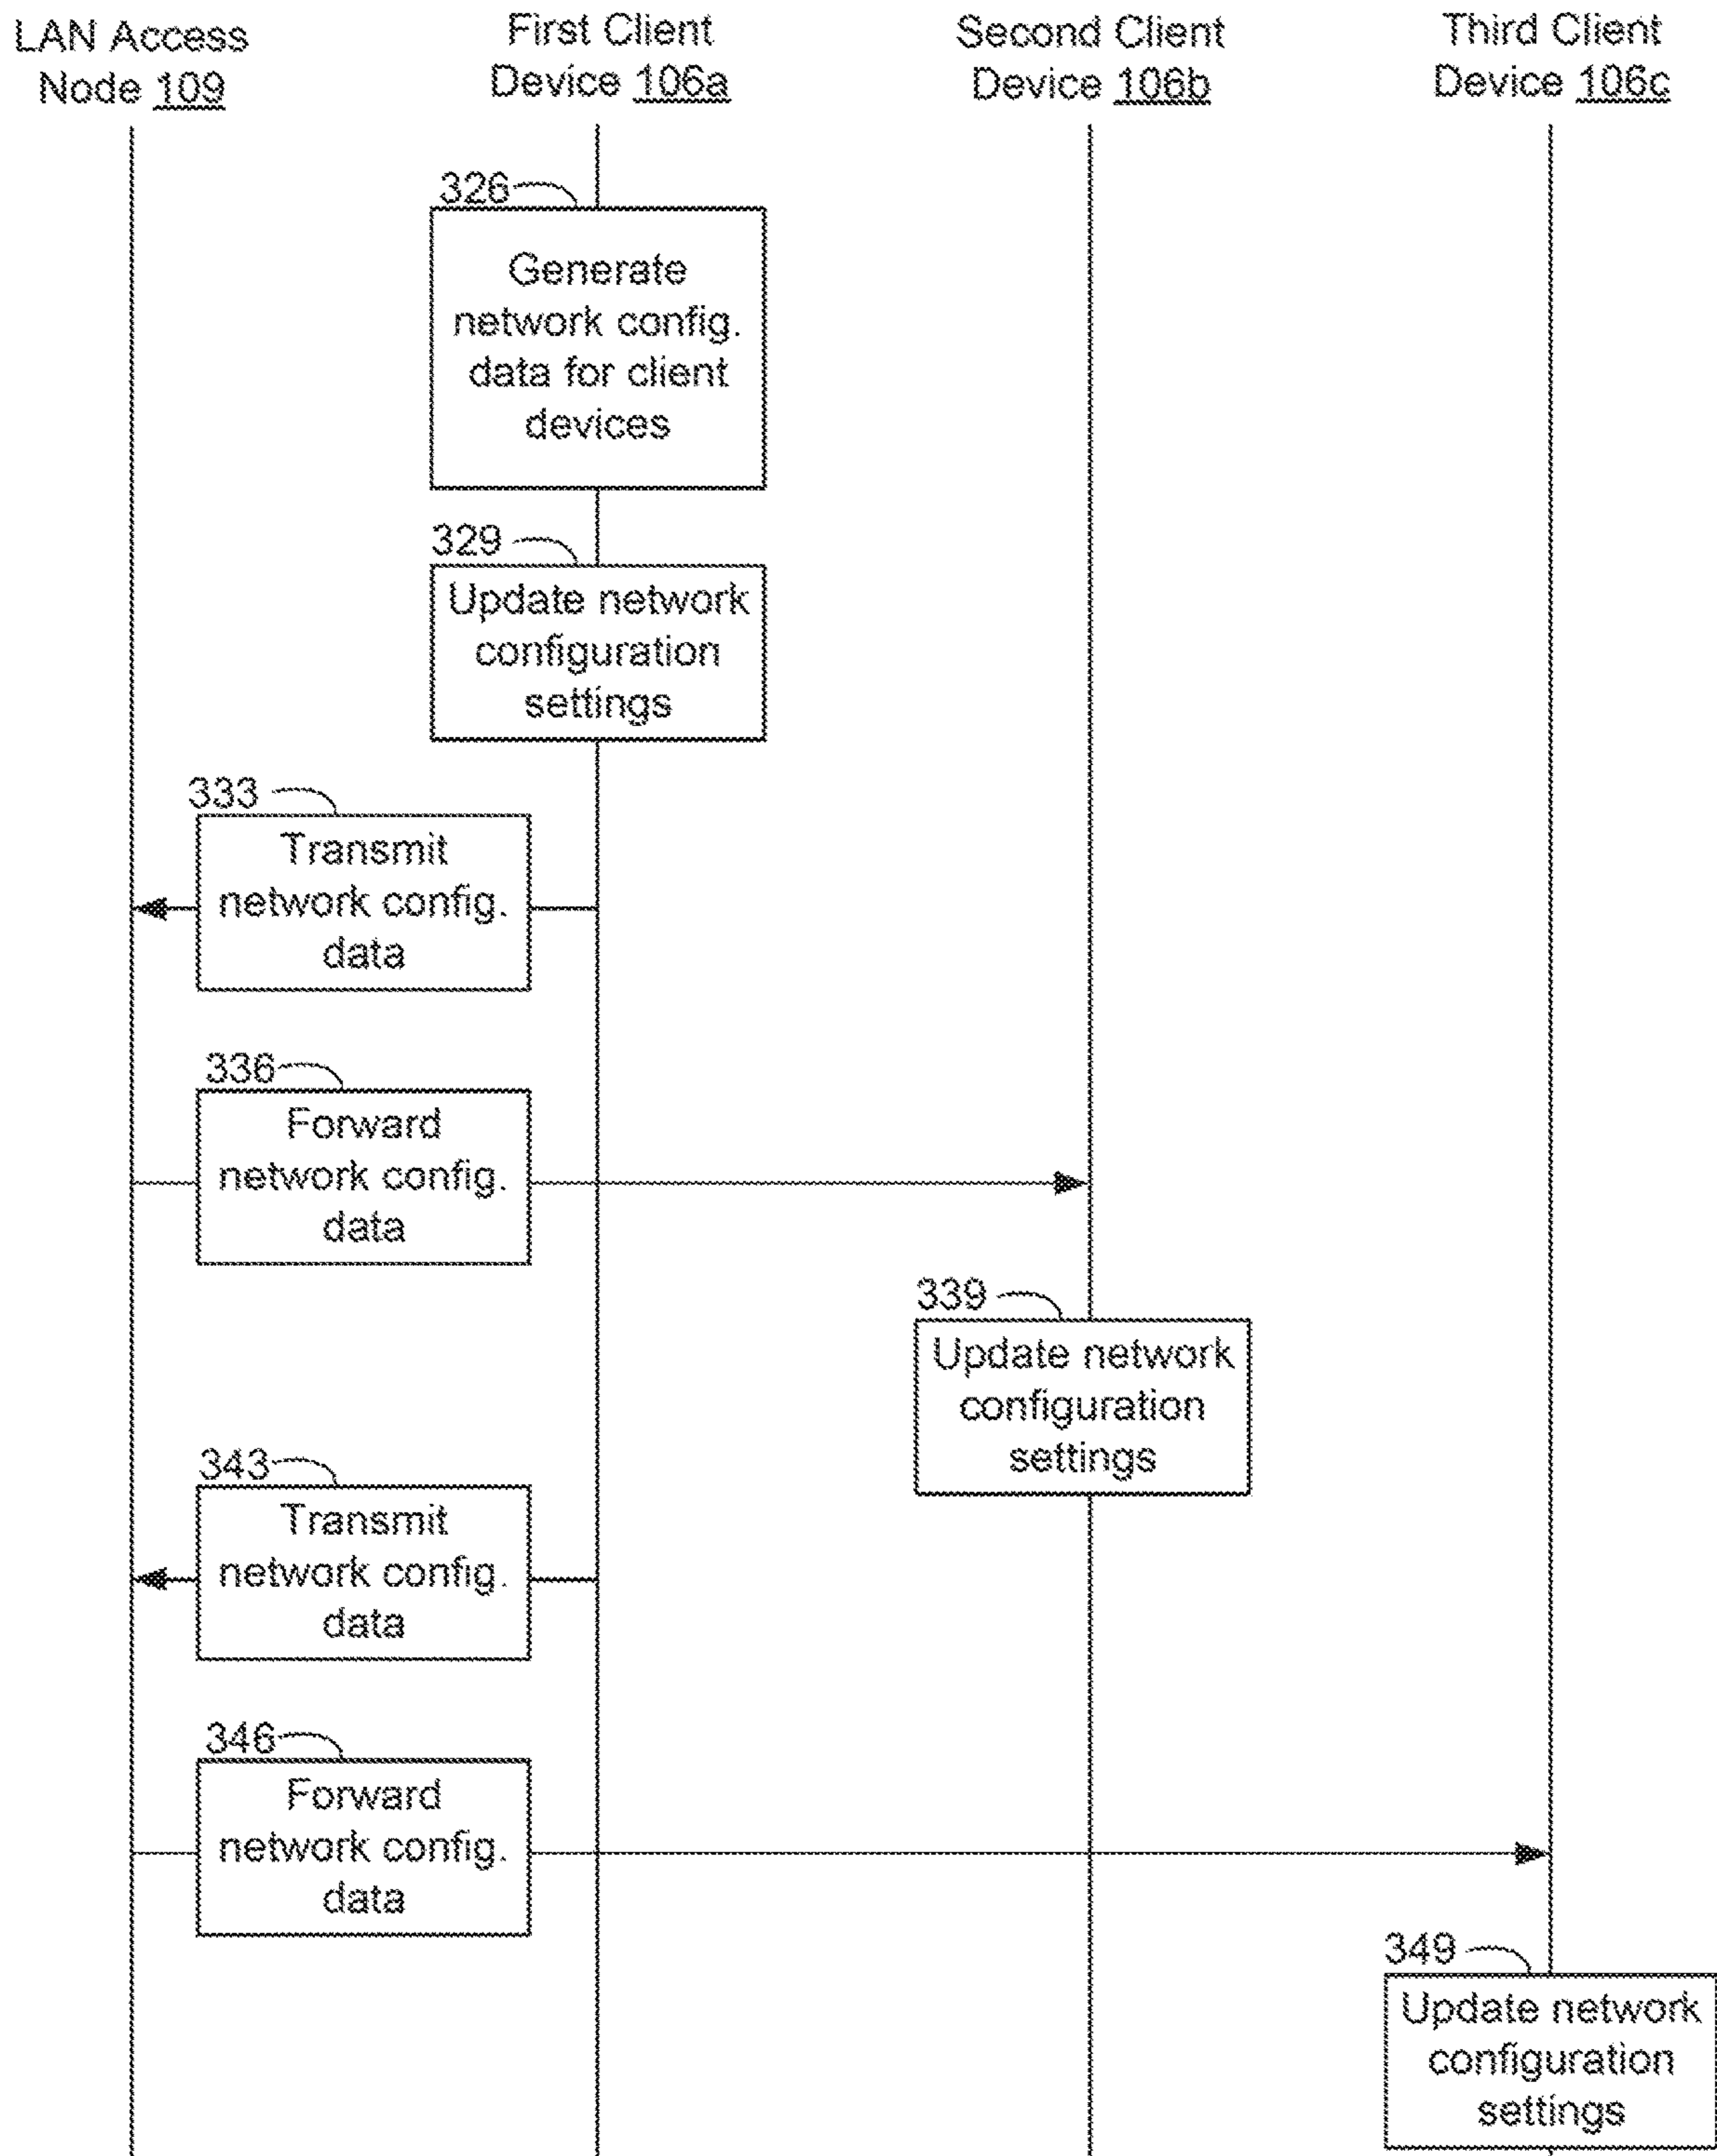 LAN Access
Node 109
First Client
Device 106a
Second Client
Device 106b
Third Client
Device 106c
326
Generate
network config.
data for client
devices
329
Update network
configuration
settings
333
Transmit
network config.
data
336
Forward
network config.
data
339
Update network
configuration
settings
343
Transmit
network config.
data
346
Forward
network config.
data
349
Update network
configuration
settings